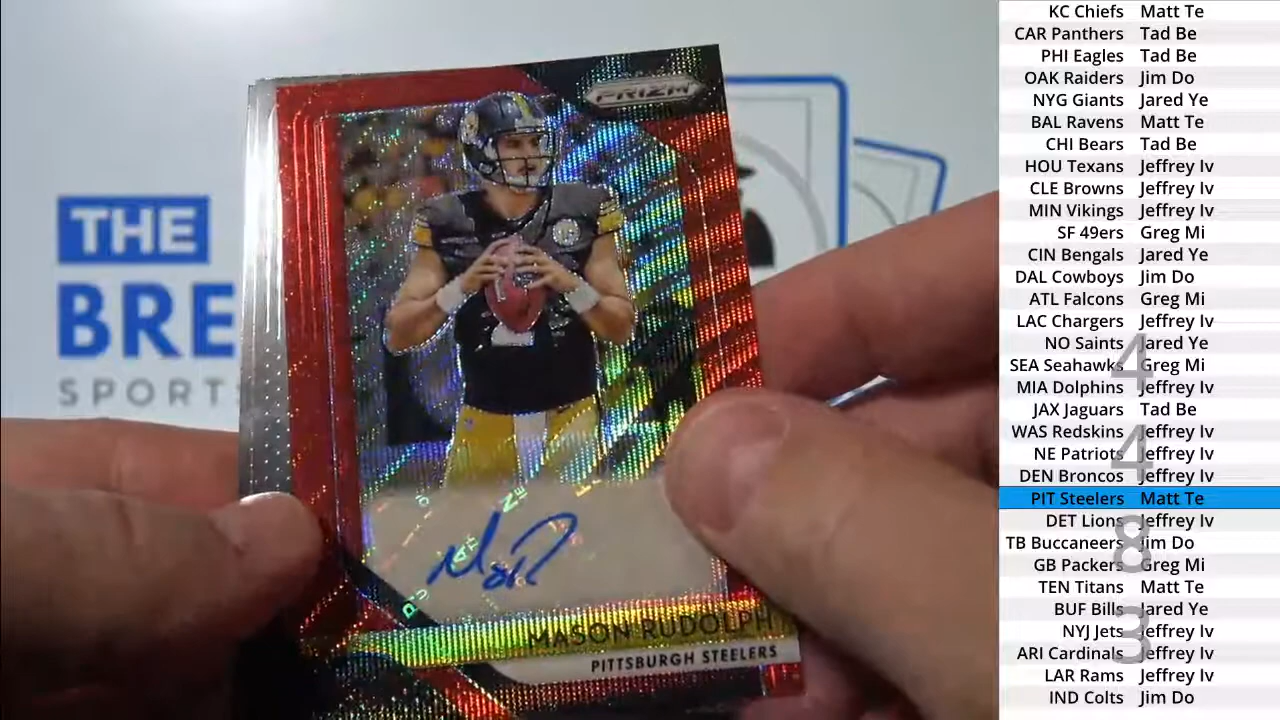 THE
BRE
SPORTS
PRIZM
MASON RUDOLPH
PITTSBURGH STEELERS
KC Chiefs Matt Te
CAR Panthers Tad Be
PHI Eagles Tad Be
OAK Raiders Jim Do
NYG Giants Jared Ye
BAL Ravens Matt Te
CHI Bears Tad Be
HOU Texans Jeffrey Iv
CLE Browns Jeffrey Iv
MIN Vikings Jeffrey Iv
SF 49ers Greg Mi
CIN Bengals Jared Ye
DAL Cowboys Jim Do
ATL Falcons Greg Mi
LAC Chargers Jeffrey Iv
NO Saints Jared Ye
SEA Seahawks Greg Mi
MIA Dolphins Jeffrey Iv
JAX Jaguars Tad Be
WAS Redskins Jeffrey Iv
NE Patriots Jeffrey Iv
DEN Broncos Jeffrey Iv
PIT Steelers Matt Te
DET Lions Jeffrey Iv
TB Buccaneers Jim Do
GB Packers Greg Mi
TEN Titans Matt Te
BUF Bills Jared Ye
NYJ Jets Jeffrey Iv
ARI Cardinals Jeffrey Iv
LAR Rams Jeffrey Iv
IND Colts Jim Do
4
4
8
3